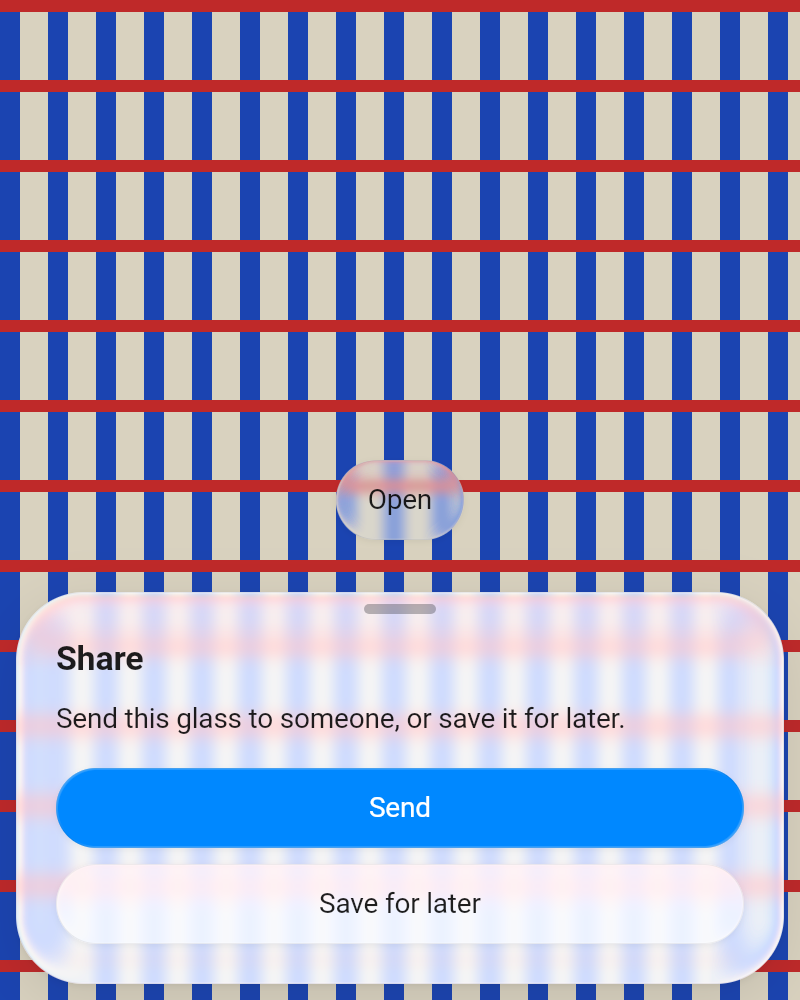 Open
Share
Send this glass to someone, or save it for later.
Send
Save for later